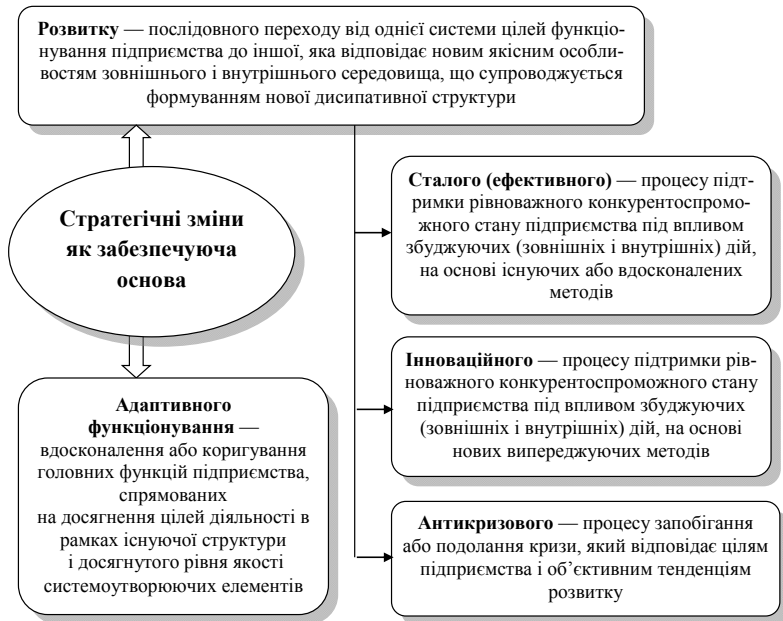 Розвитку — послідовного переходу від однієї системи цілей функціо-
нування підприємства до іншої, яка відповідає новим якісним особли-
востям зовнішнього і внутрішнього середовища, що супроводжується
формуванням нової дисипативної структури
Стратегічні зміни
як забезпечуюча
основа
Адаптивного
функціонування —
вдосконалення або коригування
головних функцій підприємства,
спрямованих
на досягнення цілей діяльності в
рамках існуючої структури
і досягнутого рівня якості
системоутворюючих елементів
Сталого (ефективного) — процесу підт-
римки рівноважного конкурентоспромо-
жного стану підприємства під впливом
збуджуючих (зовнішніх і внутрішніх) дій,
на основі існуючих або вдосконалених
методів
Інноваційного — процесу підтримки рів-
новажного конкурентоспроможного стану
підприємства під впливом збуджуючих
(зовнішніх і внутрішніх) дій, на основі
нових випереджуючих методів
Антикризового — процесу запобігання
або подолання кризи, який відповідає цілям
підприємства і об’єктивним тенденціям
розвитку